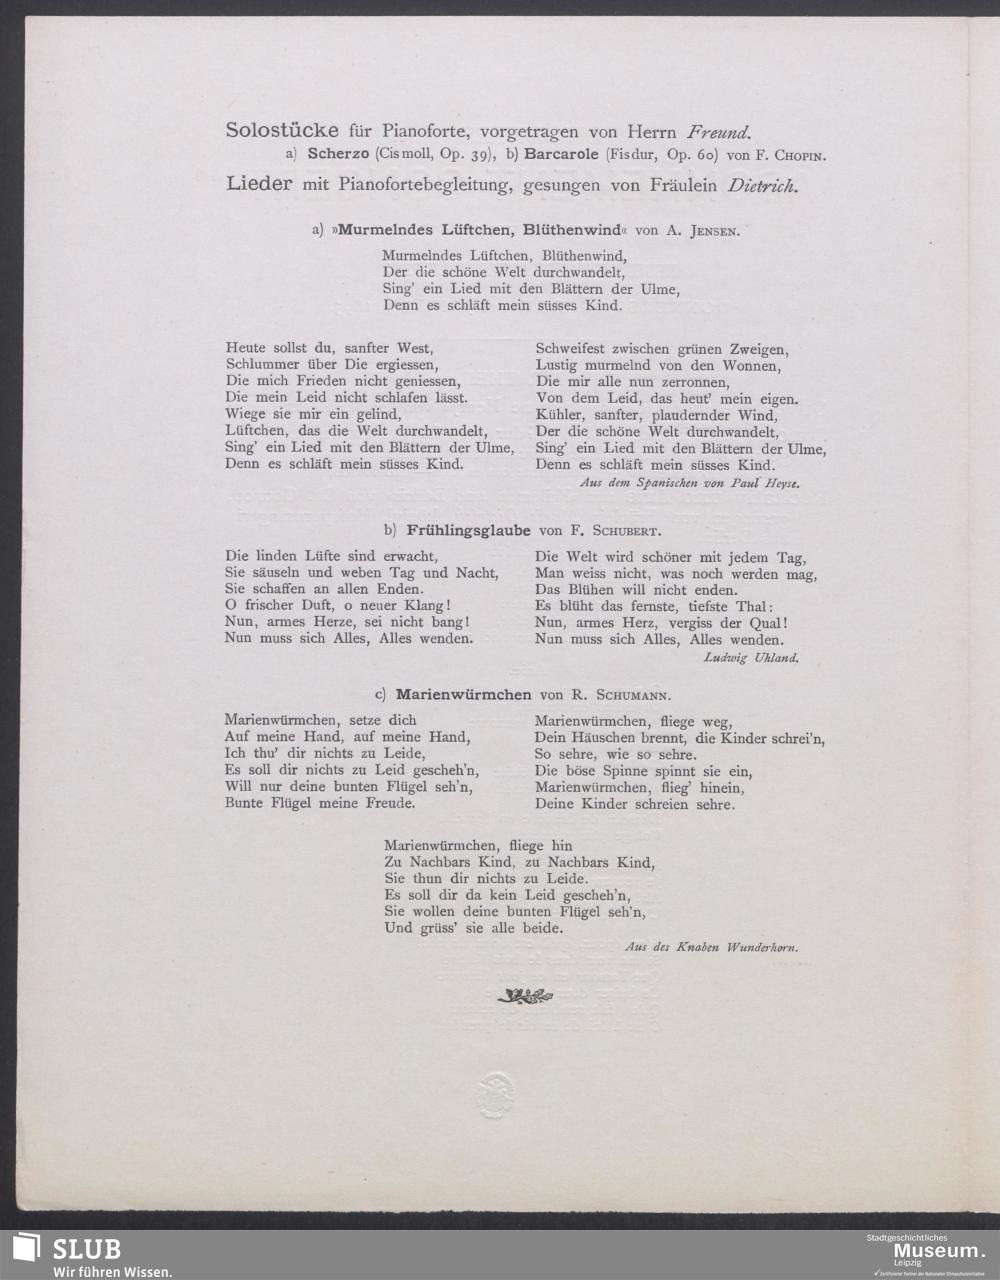 Solostücke für Pianoforte, vorgetragen von Herrn Freund.
a) Scherzo (Cismoll, Op. 39), b) Barcarole (Fisdur, Op. 60) von F. CHOPIN.
Lieder mit Pianofortebegleitung, gesungen von Fräulein Dietrich.
a) »Murmelndes Lüftchen, Blüthenwind« von A. JENSEN.
Murmelndes Lüftchen, Blüthenwind,
Der die schöne Welt durchwandelt,
Sing' ein Lied mit den Blättern der Ulme,
Denn es schläft mein süsses Kind.
Heute sollst du, sanfter West,
Schlummer über Die ergiessen,
Die mich Frieden nicht geniessen,
Die mein Leid nicht schlafen lässt.
Wiege sie mir ein gelind,
Lüftchen, das die Welt durchwandelt,
Sing' ein Lied mit den Blättern der Ulme,
Denn es schläft mein süsses Kind.
Schweifest zwischen grünen Zweigen,
Lustig murmelnd von den Wonnen,
Die mir alle nun zerronnen,
Von dem Leid, das heut' mein eigen.
Kühler, sanfter, plaudernder Wind,
Der die schöne Welt durchwandelt,
Sing' ein Lied mit den Blättern der Ulme,
Denn es schläft mein süsses Kind.
Aus dem Spanischen von Paul Heyse.
b) Frühlingsglaube von F. SCHUBERT.
Die linden Lüfte sind erwacht,
Sie säuseln und weben Tag und Nacht,
Sie schaffen an allen Enden.
O frischer Duft, o neuer Klang!
Nun, armes Herze, sei nicht bang!
Nun muss sich Alles, Alles wenden.
Die Welt wird schöner mit jedem Tag,
Man weiss nicht, was noch werden mag,
Das Blühen will nicht enden.
Es blüht das fernste, tiefste Thal:
Nun, armes Herz, vergiss der Qual!
Nun muss sich Alles, Alles wenden.
Ludwig Uhland.
c) Marienwürmchen von R. SCHUMANN.
Marienwürmchen, setze dich
Auf meine Hand, auf meine Hand,
Ich thu' dir nichts zu Leide,
Es soll dir nichts zu Leid gescheh'n,
Will nur deine bunten Flügel seh'n,
Bunte Flügel meine Freude.
Marienwürmchen, fliege weg,
Dein Häuschen brennt, die Kinder schrei'n,
So sehre, wie so sehre.
Die böse Spinne spinnt sie ein,
Marienwürmchen, flieg' hinein,
Deine Kinder schreien sehre.
Marienwürmchen, fliege hin
Zu Nachbars Kind, zu Nachbars Kind,
Sie thun dir nichts zu Leide.
Es soll dir da kein Leid gescheh'n,
Sie wollen deine bunten Flügel seh'n,
Und grüss' sie alle beide.
Aus des Knaben Wunderhorn.
SLUB
Wir führen Wissen.
Stadtgeschichtliches
Museum.
Leipzig
Zertifizierter Partner der Nationalen Klimaschutzinitiative